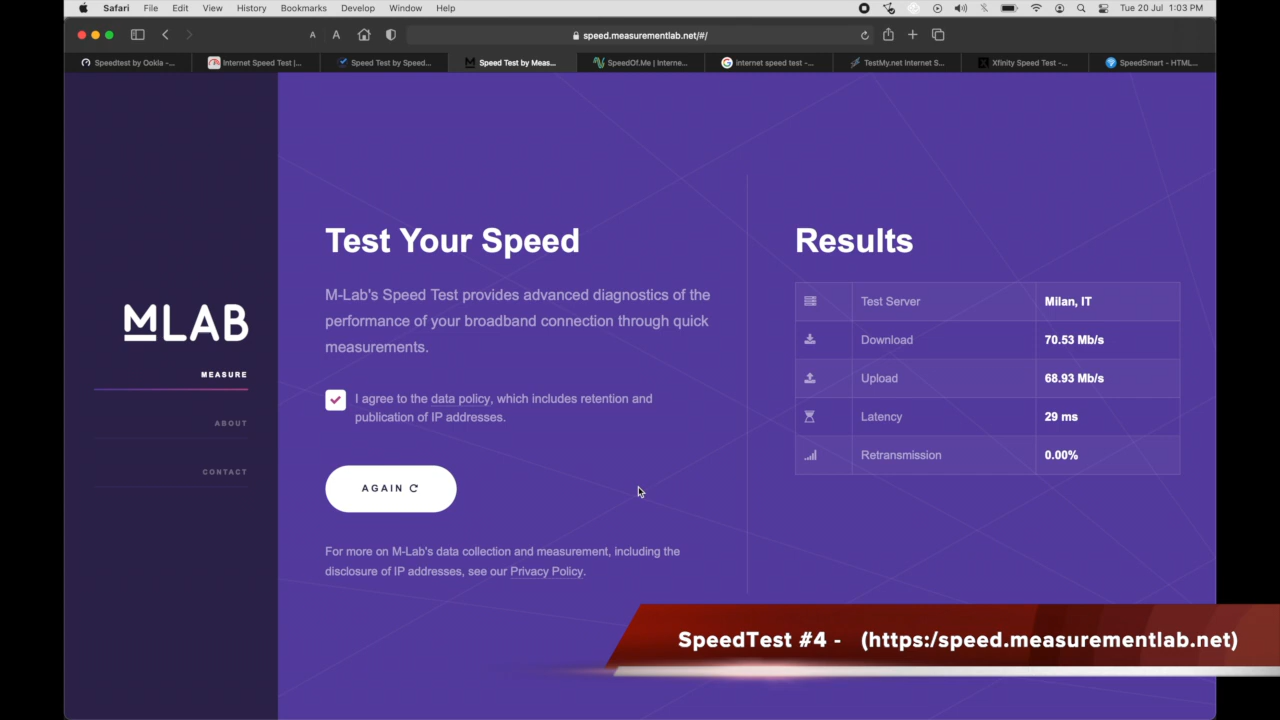 Safari File Edit View History Bookmarks Develop Window Help Tue 20 Jul 1:03 PM
A A speed.measurementlab.net/#/
Speedtest by Ookla -... Internet Speed Test |... Speed Test by Speed... Speed Test by Meas... SpeedOf.Me | Interne... internet speed test -... TestMy.net Internet S... Xfinity Speed Test -... SpeedSmart - HTML...
MLAB
MEASURE
ABOUT
CONTACT
Test Your Speed
M-Lab's Speed Test provides advanced diagnostics of the
performance of your broadband connection through quick
measurements.
I agree to the data policy, which includes retention and
publication of IP addresses.
AGAIN
For more on M-Lab's data collection and measurement, including the
disclosure of IP addresses, see our Privacy Policy.
Results
Test Server Milan, IT
Download 70.53 Mb/s
Upload 68.93 Mb/s
Latency 29 ms
Retransmission 0.00%
SpeedTest #4 - (https:/speed.measurementlab.net)